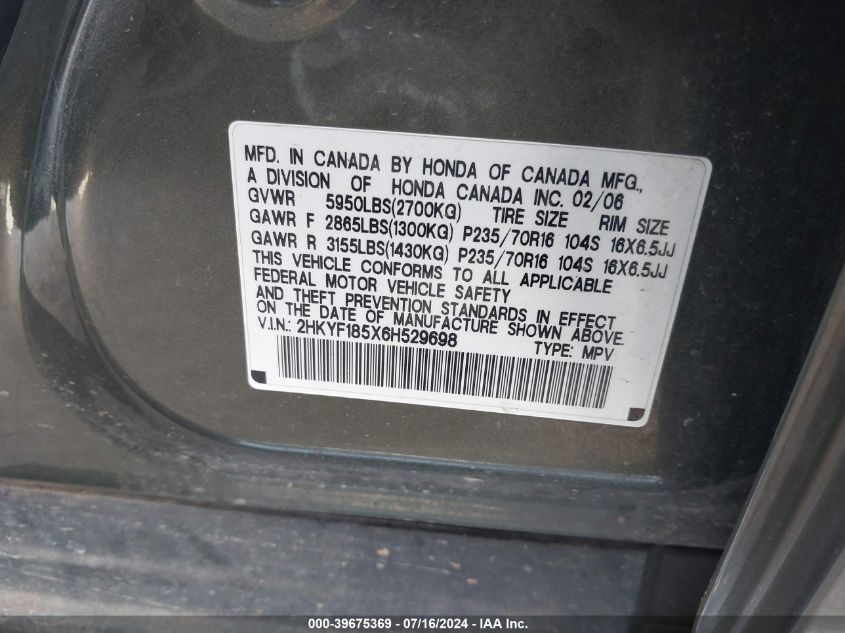 MFD. IN CANADA BY HONDA OF CANADA MFG.,
A DIVISION OF HONDA CANADA INC. 02/06
GVWR 5950LBS(2700KG) TIRE SIZE RIM SIZE
GAWR F 2865LBS(1300KG) P235/70R16 104S 16X6.5JJ
GAWR R 3155LBS(1430KG) P235/70R16 104S 16X6.5JJ
THIS VEHICLE CONFORMS TO ALL APPLICABLE
FEDERAL MOTOR VEHICLE SAFETY
AND THEFT PREVENTION STANDARDS IN EFFECT
ON THE DATE OF MANUFACTURE SHOWN ABOVE.
V.I.N.: 2HKYF185X6H529698 TYPE: MPV
000-39675369 - 07/16/2024 - IAA Inc.